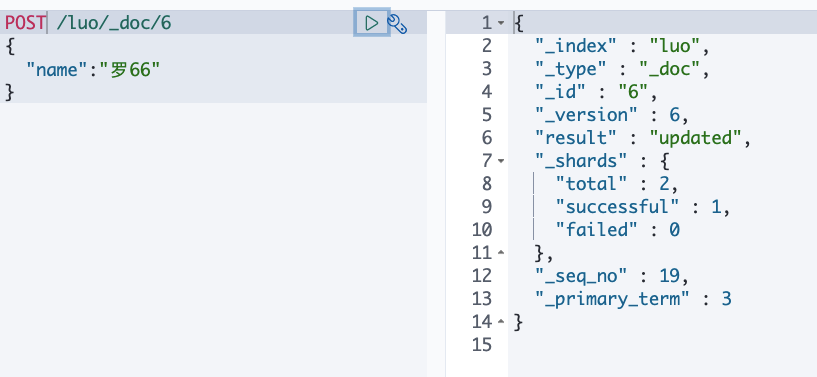 POST /luo/_doc/6
{
  "name":"罗66"
}
1 {
2   "_index" : "luo",
3   "_type" : "_doc",
4   "_id" : "6",
5   "_version" : 6,
6   "result" : "updated",
7   "_shards" : {
8     "total" : 2,
9     "successful" : 1,
10     "failed" : 0
11   },
12   "_seq_no" : 19,
13   "_primary_term" : 3
14 }
15